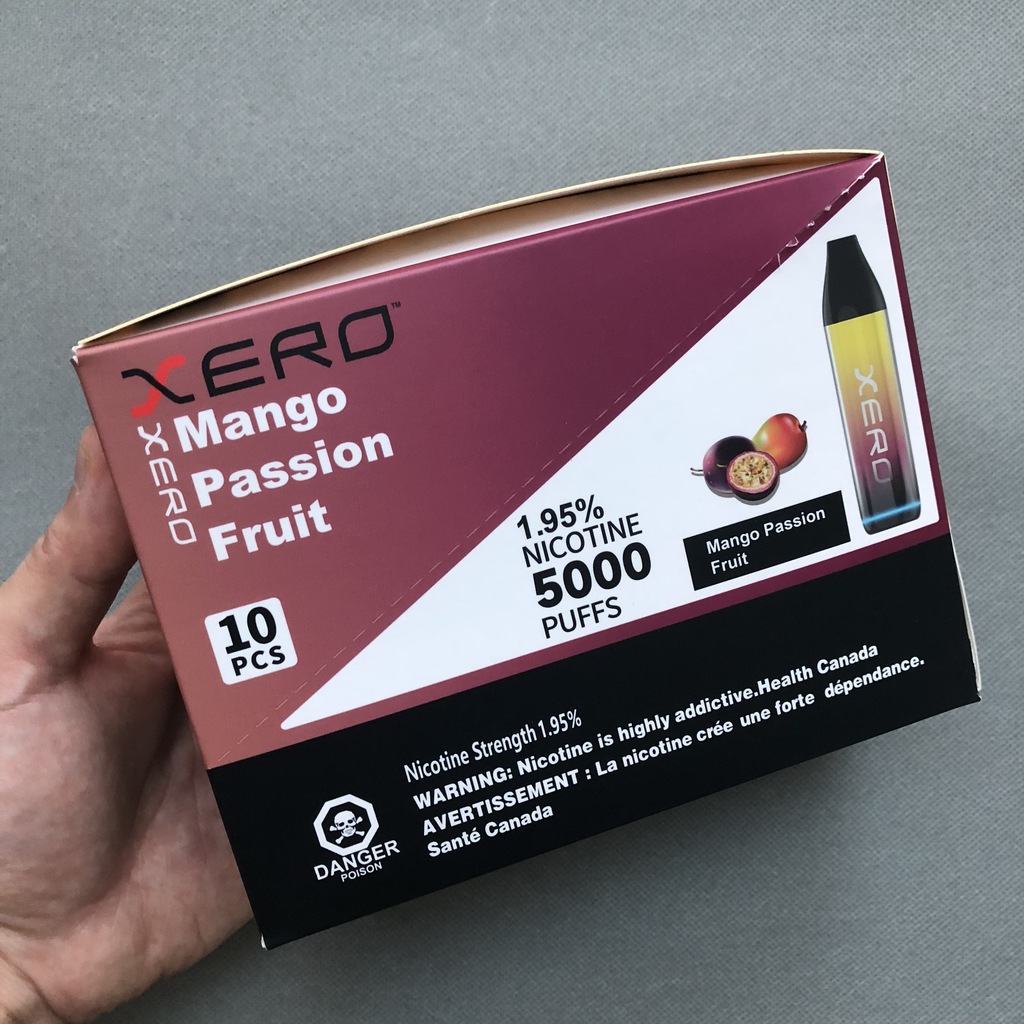 XERO™
XERO
Mango
Passion
Fruit
10
PCS
1.95%
NICOTINE
5000
PUFFS
Mango Passion
Fruit
XERO
Nicotine Strength 1.95%
WARNING: Nicotine is highly addictive.Health Canada
AVERTISSEMENT : La nicotine crée une forte dépendance.
Santé Canada
DANGER
POISON